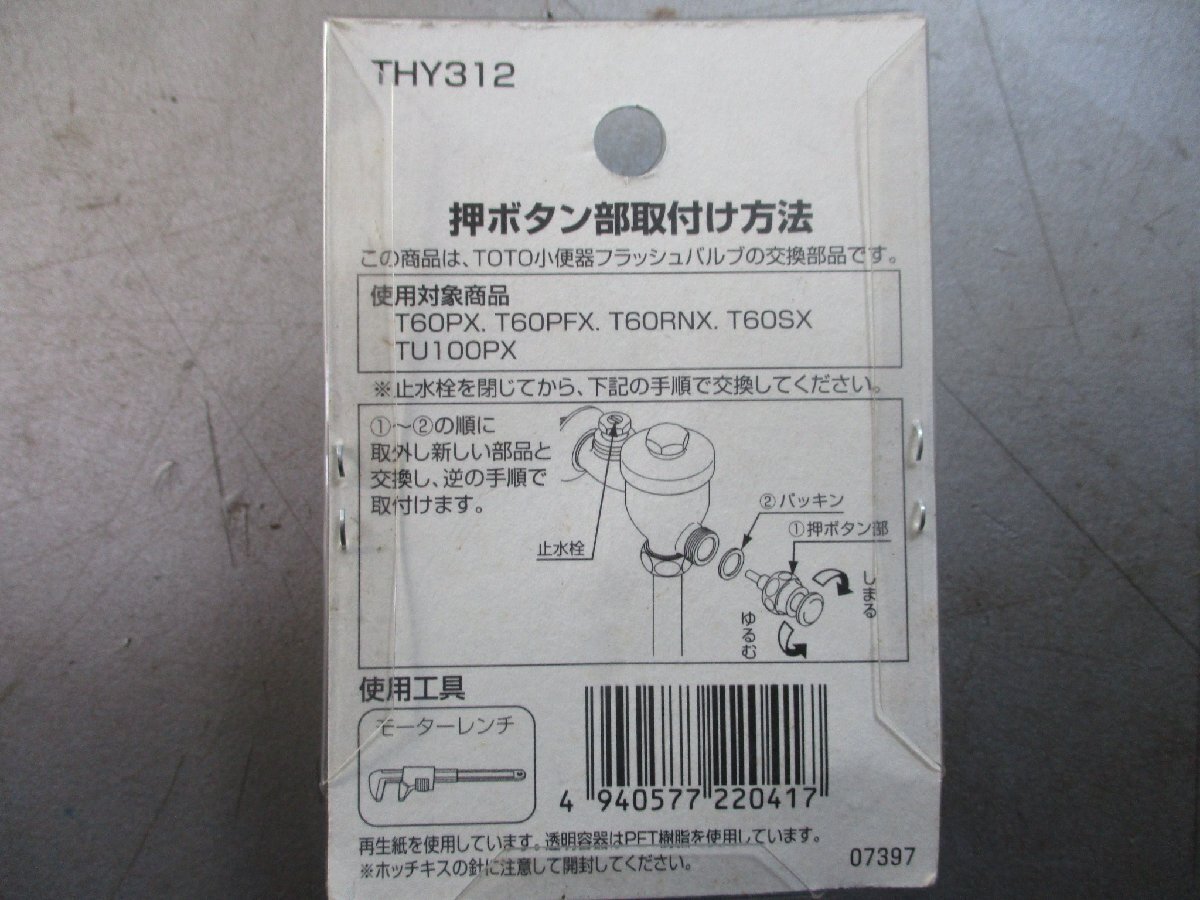 THY312
押ボタン部取付け方法
この商品は、TOTO小便器フラッシュバルブの交換部品です。
使用対象商品
T60PX. T60PFX. T60RNX. T60SX
TU100PX
※止水栓を閉じてから、下記の手順で交換してください。
①〜②の順に
取外し新しい部品と
交換し、逆の手順で
取付けます。
止水栓
②パッキン
①押ボタン部
しまる
ゆるむ
使用工具
モーターレンチ
4 940577 220417
再生紙を使用しています。透明容器はPET樹脂を使用しています。
※ホッチキスの針に注意して開封してください。
07397